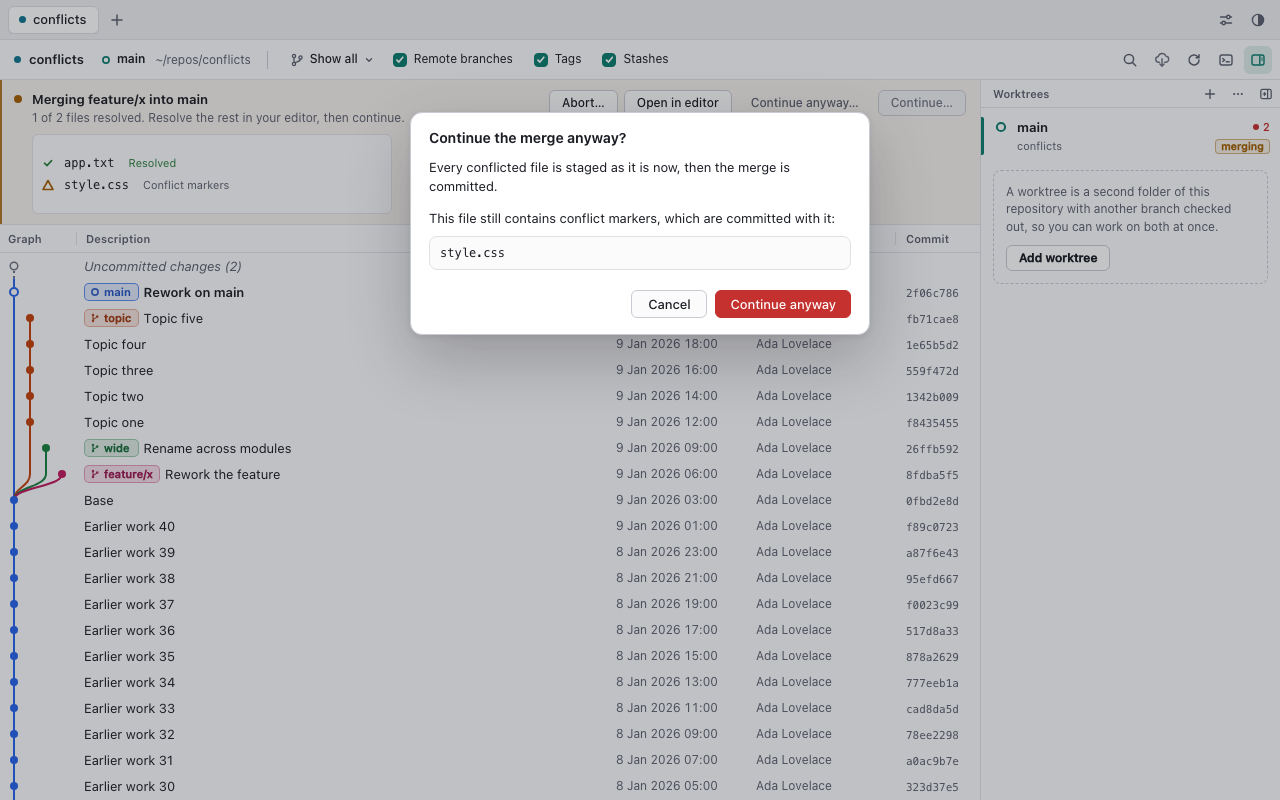 conflicts
conflicts main ~/repos/conflicts Show all Remote branches Tags Stashes
Merging feature/x into main
1 of 2 files resolved. Resolve the rest in your editor, then continue.
Abort... Open in editor Continue anyway... Continue...
app.txt Resolved
style.css Conflict markers
Continue the merge anyway?
Every conflicted file is staged as it is now, then the merge is
committed.
This file still contains conflict markers, which are committed with it:
style.css
Cancel Continue anyway
Worktrees
main 2
conflicts merging
A worktree is a second folder of this
repository with another branch checked
out, so you can work on both at once.
Add worktree
Graph Description Commit
Uncommitted changes (2)
main Rework on main 2f06c786
topic Topic five fb71cae8
Topic four 9 Jan 2026 18:00 Ada Lovelace 1e65b5d2
Topic three 9 Jan 2026 16:00 Ada Lovelace 559f472d
Topic two 9 Jan 2026 14:00 Ada Lovelace 1342b009
Topic one 9 Jan 2026 12:00 Ada Lovelace f8435455
wide Rename across modules 9 Jan 2026 09:00 Ada Lovelace 26ffb592
feature/x Rework the feature 9 Jan 2026 06:00 Ada Lovelace 8fdba5f5
Base 9 Jan 2026 03:00 Ada Lovelace 0fbd2e8d
Earlier work 40 9 Jan 2026 01:00 Ada Lovelace f89c0723
Earlier work 39 8 Jan 2026 23:00 Ada Lovelace a87f6e43
Earlier work 38 8 Jan 2026 21:00 Ada Lovelace 95efd667
Earlier work 37 8 Jan 2026 19:00 Ada Lovelace f0023c99
Earlier work 36 8 Jan 2026 17:00 Ada Lovelace 517d8a33
Earlier work 35 8 Jan 2026 15:00 Ada Lovelace 878a2629
Earlier work 34 8 Jan 2026 13:00 Ada Lovelace 777eeb1a
Earlier work 33 8 Jan 2026 11:00 Ada Lovelace cad8da5d
Earlier work 32 8 Jan 2026 09:00 Ada Lovelace 78ee2298
Earlier work 31 8 Jan 2026 07:00 Ada Lovelace a0ac9b7e
Earlier work 30 8 Jan 2026 05:00 Ada Lovelace 323d37e5